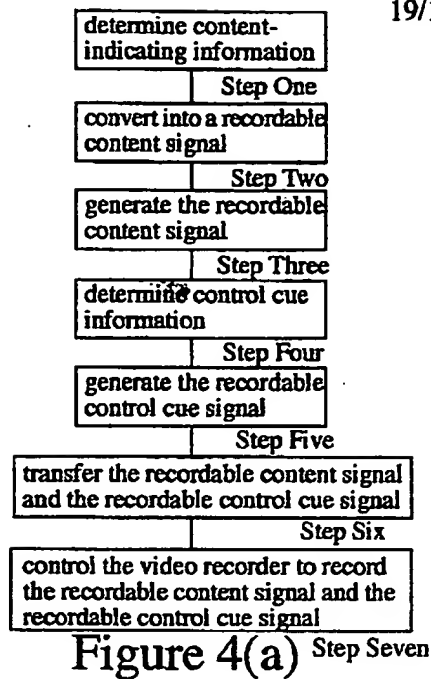 19/
determine content-
indicating information
Step One
convert into a recordable
content signal
Step Two
generate the recordable
content signal
Step Three
determine control cue
information
Step Four
generate the recordable
control cue signal
Step Five
transfer the recordable content signal
and the recordable control cue signal
Step Six
control the video recorder to record
the recordable content signal and the
recordable control cue signal
Figure 4(a) Step Seven